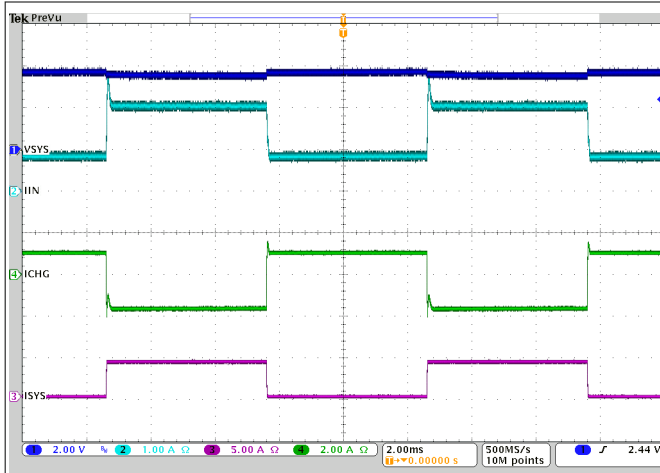 Tek PreVu
T
T
1 VSYS
2 IIN
4 ICHG
3 ISYS
1 2.00 V 2 1.00 A Ω 3 5.00 A Ω 4 2.00 A Ω 2.00ms 500MS/s 1 2.44 V
T→▼0.00000 s 10M points